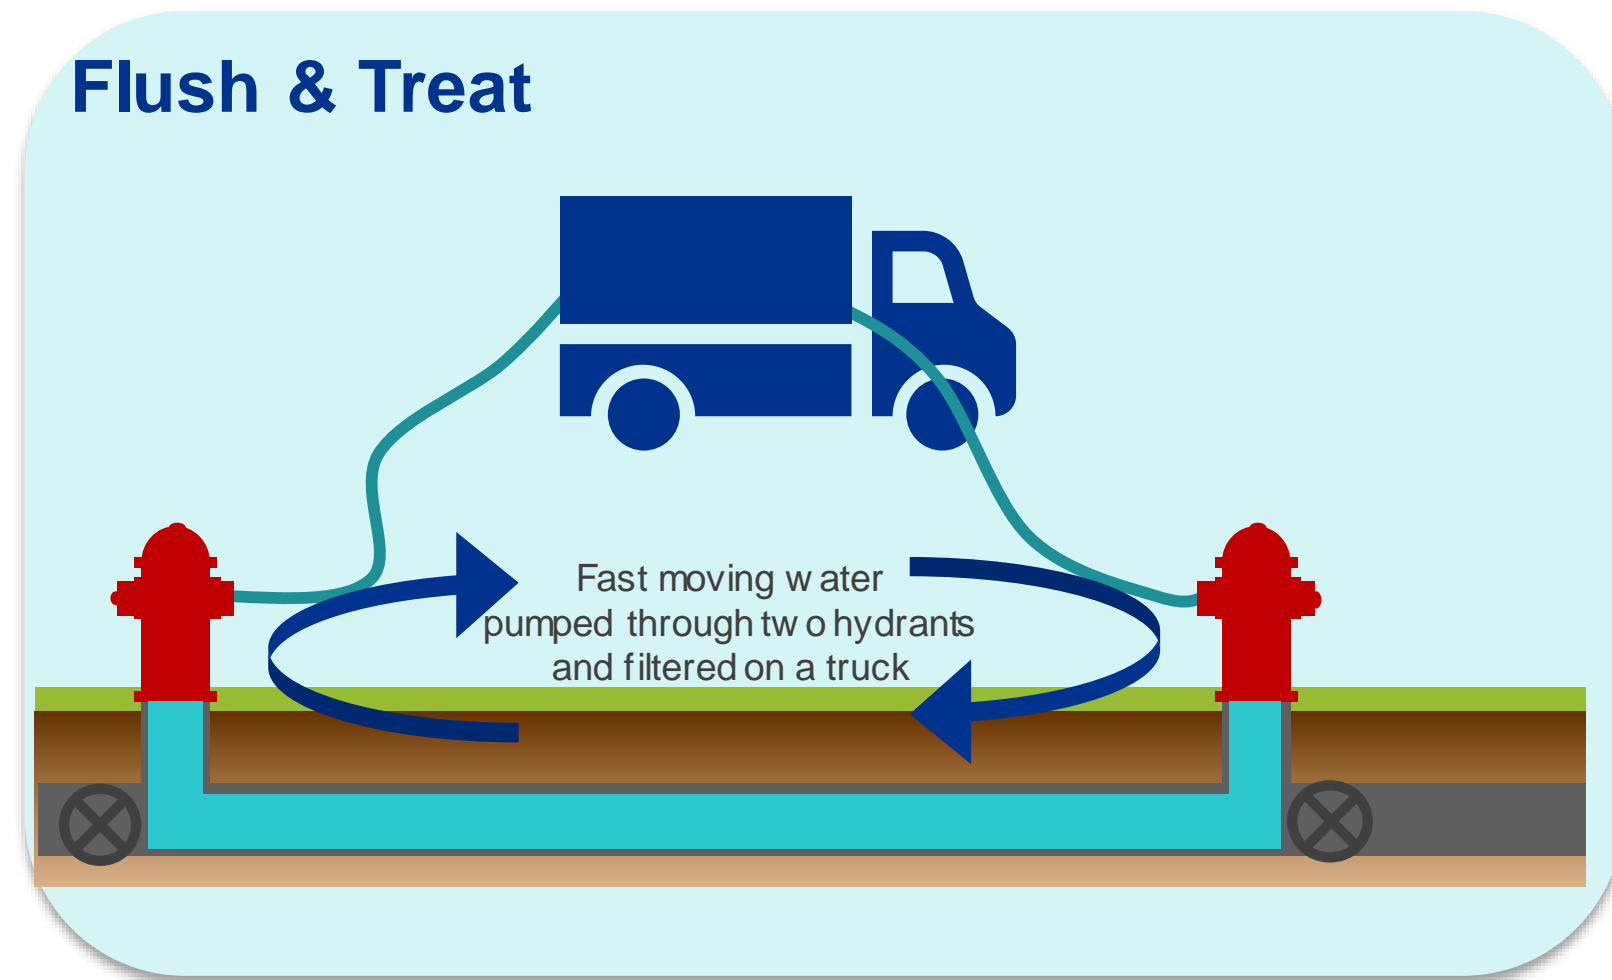 Flush & Treat
Fast moving water
pumped through two hydrants
and filtered on a truck